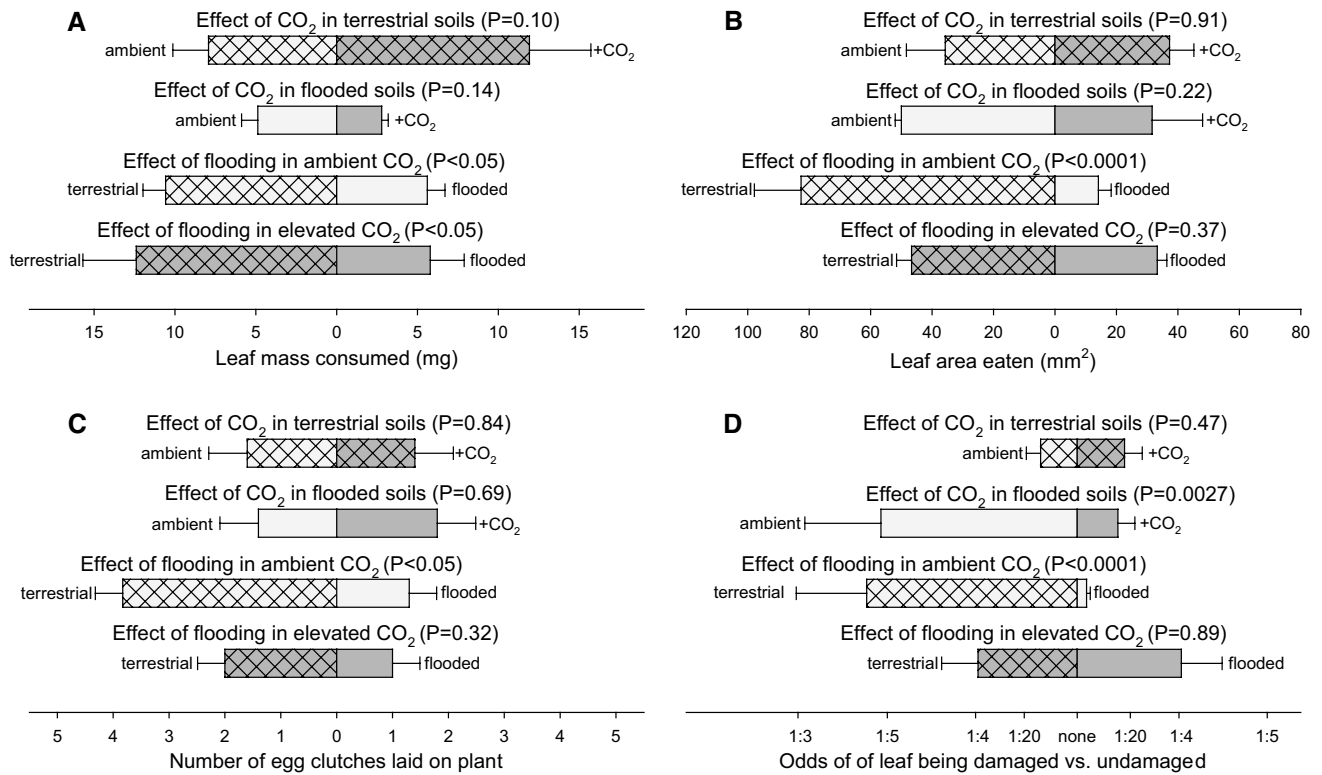 A
Effect of CO2 in terrestrial soils (P=0.10)
ambient +CO2
Effect of CO2 in flooded soils (P=0.14)
ambient +CO2
Effect of flooding in ambient CO2 (P<0.05)
terrestrial flooded
Effect of flooding in elevated CO2 (P<0.05)
terrestrial flooded
15 10 5 0 5 10 15
Leaf mass consumed (mg)
B
Effect of CO2 in terrestrial soils (P=0.91)
ambient +CO2
Effect of CO2 in flooded soils (P=0.22)
ambient +CO2
Effect of flooding in ambient CO2 (P<0.0001)
terrestrial flooded
Effect of flooding in elevated CO2 (P=0.37)
terrestrial flooded
120 100 80 60 40 20 0 20 40 60 80
Leaf area eaten (mm2)
C
Effect of CO2 in terrestrial soils (P=0.84)
ambient +CO2
Effect of CO2 in flooded soils (P=0.69)
ambient +CO2
Effect of flooding in ambient CO2 (P<0.05)
terrestrial flooded
Effect of flooding in elevated CO2 (P=0.32)
terrestrial flooded
5 4 3 2 1 0 1 2 3 4 5
Number of egg clutches laid on plant
D
Effect of CO2 in terrestrial soils (P=0.47)
ambient +CO2
Effect of CO2 in flooded soils (P=0.0027)
ambient +CO2
Effect of flooding in ambient CO2 (P<0.0001)
terrestrial flooded
Effect of flooding in elevated CO2 (P=0.89)
terrestrial flooded
1:3 1:5 1:4 1:20 none 1:20 1:4 1:5
Odds of of leaf being damaged vs. undamaged